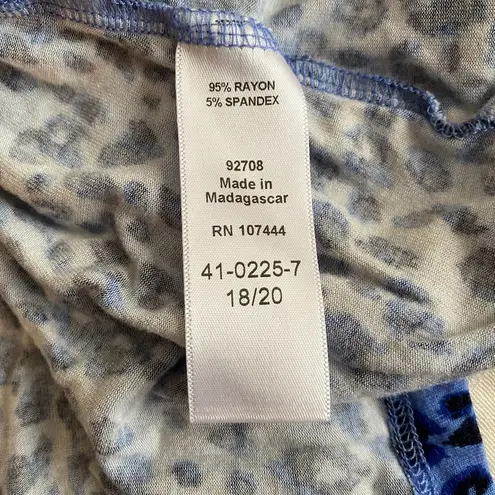 95% RAYON
5% SPANDEX
92708
Made in
Madagascar
RN 107444
41-0225-7
18/20